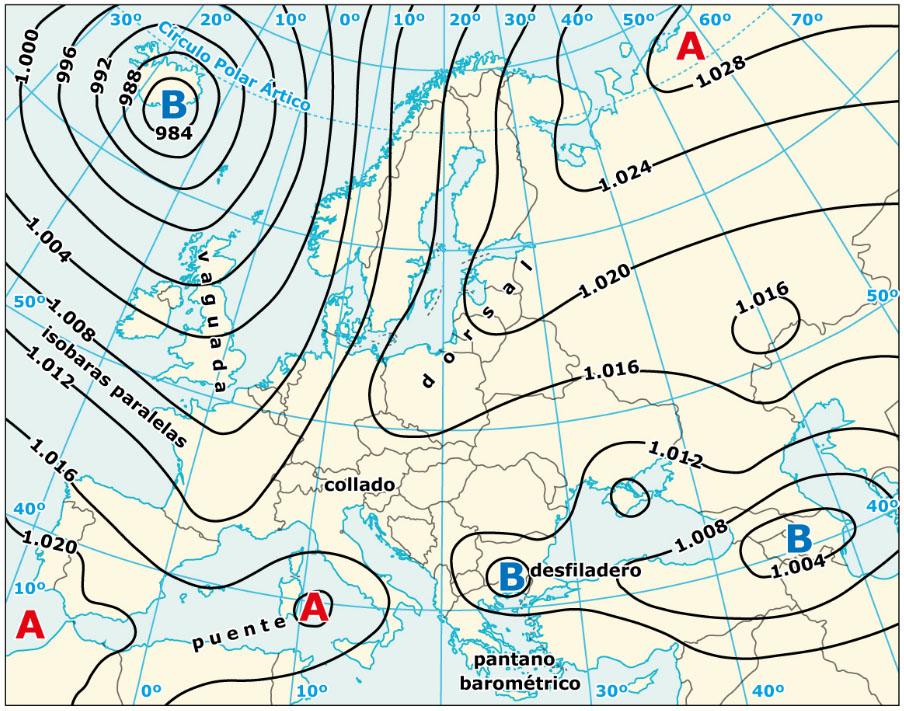 30º 20º 10º 0º 10º 20º 30º 40º 50º 60º 70º
Círculo Polar Ártico
1.000
996
992
988
B
984
A
1.028
1.024
1.020
1.016
1.016
1.012
1.008
B
1.004
1.004
vaguada
dorsal
50º
1.008
isobaras paralelas
1.012
50º
1.016
collado
40º
1.020
40º
B desfiladero
10º
A
puente
A
pantano
barométrico
0º 10º 30º 40º